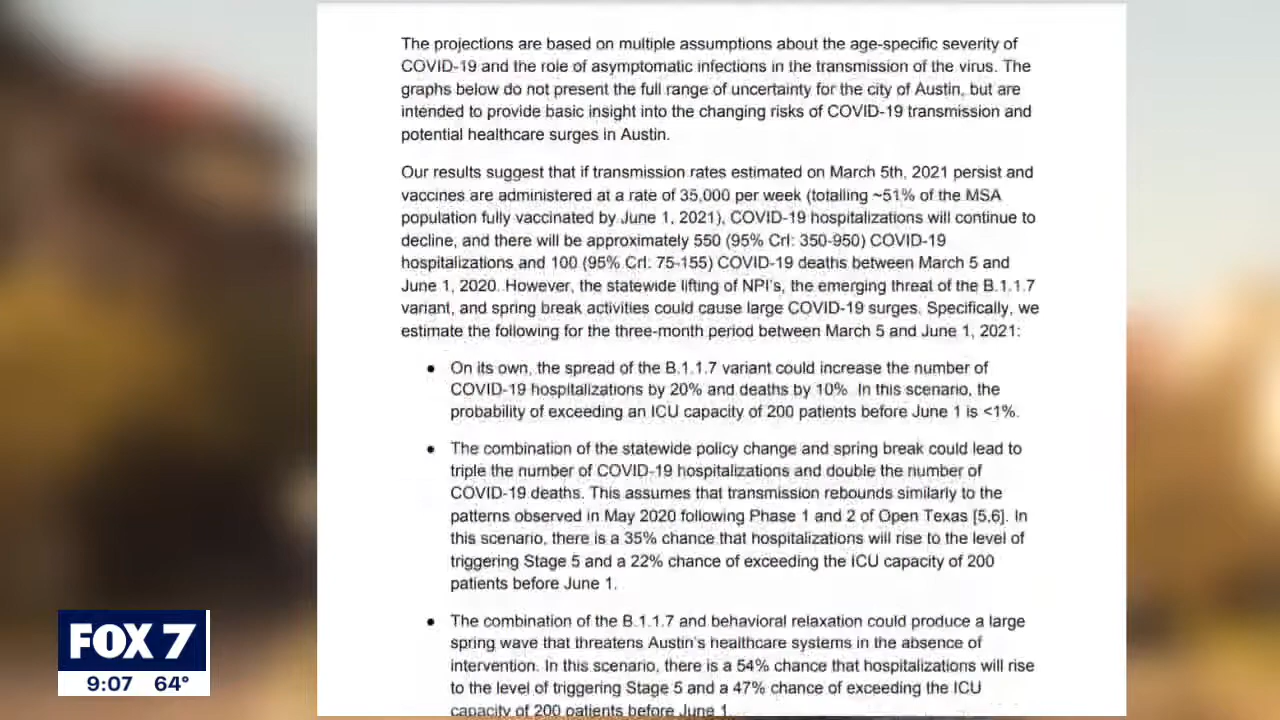 The projections are based on multiple assumptions about the age-specific severity of
COVID-19 and the role of asymptomatic infections in the transmission of the virus. The
graphs below do not present the full range of uncertainty for the city of Austin, but are
intended to provide basic insight into the changing risks of COVID-19 transmission and
potential healthcare surges in Austin.
Our results suggest that if transmission rates estimated on March 5th, 2021 persist and
vaccines are administered at a rate of 35,000 per week (totalling ~51% of the MSA
population fully vaccinated by June 1, 2021), COVID-19 hospitalizations will continue to
decline, and there will be approximately 550 (95% CrI: 350-950) COVID-19
hospitalizations and 100 (95% CrI: 75-155) COVID-19 deaths between March 5 and
June 1, 2020. However, the statewide lifting of NPI's, the emerging threat of the B.1.1.7
variant, and spring break activities could cause large COVID-19 surges. Specifically, we
estimate the following for the three-month period between March 5 and June 1, 2021:
● On its own, the spread of the B.1.1.7 variant could increase the number of
COVID-19 hospitalizations by 20% and deaths by 10%. In this scenario, the
probability of exceeding an ICU capacity of 200 patients before June 1 is <1%.
● The combination of the statewide policy change and spring break could lead to
triple the number of COVID-19 hospitalizations and double the number of
COVID-19 deaths. This assumes that transmission rebounds similarly to the
patterns observed in May 2020 following Phase 1 and 2 of Open Texas [5,6]. In
this scenario, there is a 35% chance that hospitalizations will rise to the level of
triggering Stage 5 and a 22% chance of exceeding the ICU capacity of 200
patients before June 1.
● The combination of the B.1.1.7 and behavioral relaxation could produce a large
spring wave that threatens Austin's healthcare systems in the absence of
intervention. In this scenario, there is a 54% chance that hospitalizations will rise
to the level of triggering Stage 5 and a 47% chance of exceeding the ICU
capacity of 200 patients before June 1.
FOX 7
9:07 64°